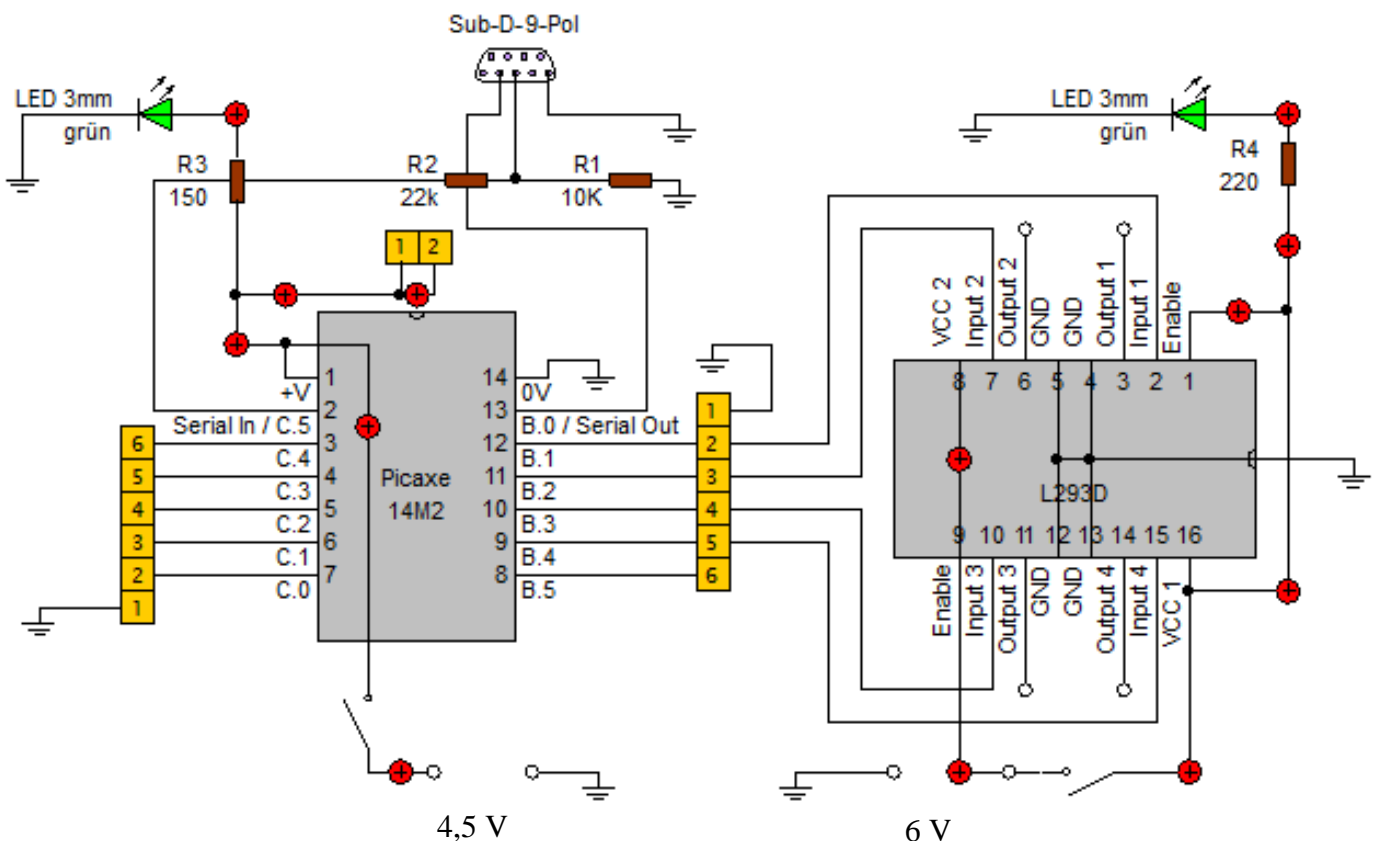 Sub-D-9-Pol
LED 3mm
grün
LED 3mm
grün
R3
150
R2
22k
R1
10K
R4
220
1 2
VCC 2
Input 2
Output 2
GND
GND
Output 1
Input 1
Enable
8 7 6 5 4 3 2 1
L293D
9 10 11 12 13 14 15 16
Enable
Input 3
Output 3
GND
GND
Output 4
Input 4
VCC 1
1
+V
2
Serial In / C.5
3
C.4
4
C.3
5
C.2
6
C.1
7
C.0
Picaxe
14M2
14
0V
13
B.0 / Serial Out
12
B.1
11
B.2
10
B.3
9
B.4
8
B.5
6
5
4
3
2
1
1
2
3
4
5
6
4,5 V
6 V